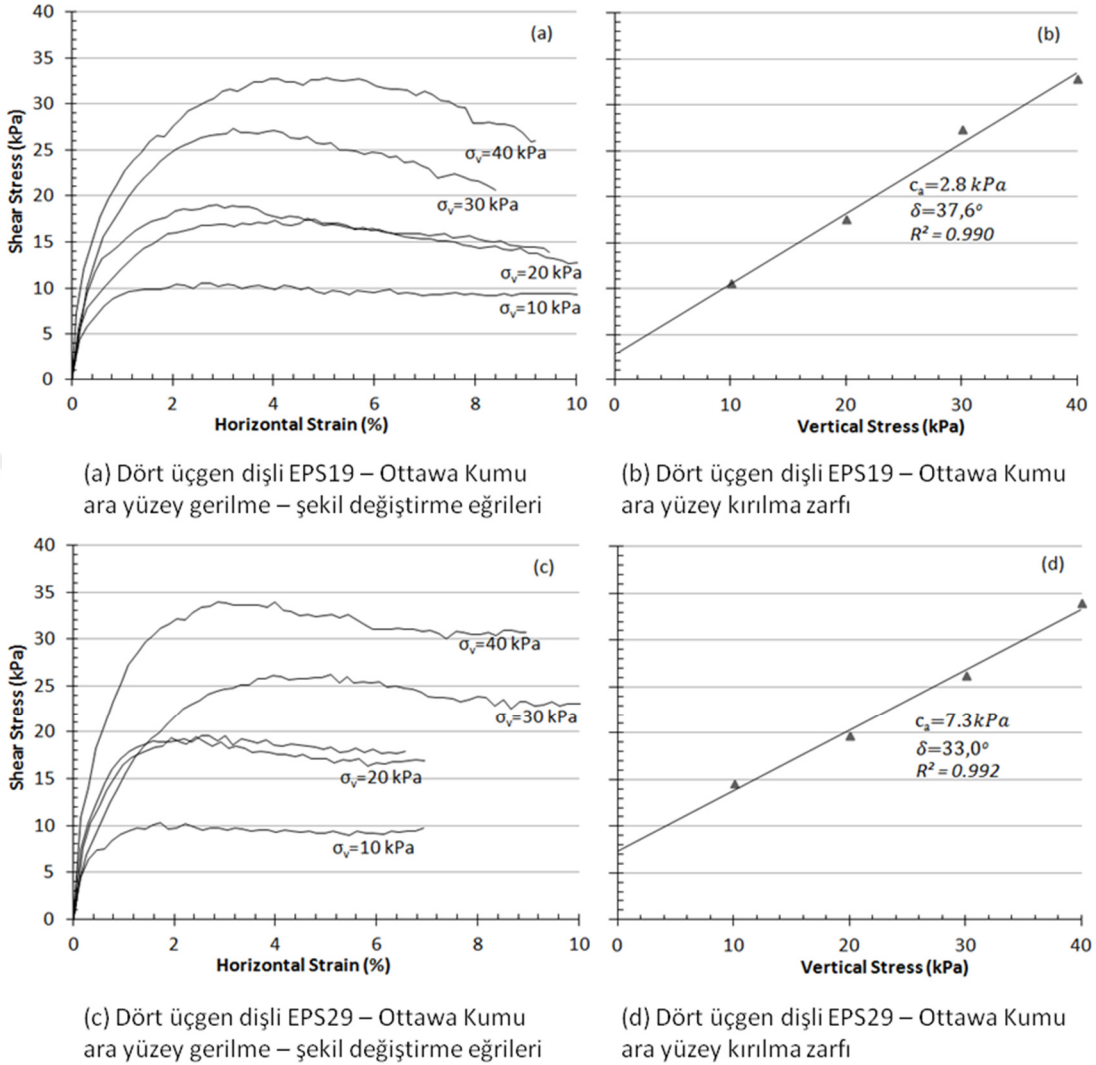 40
35
30
25
20
15
10
5
0
Shear Stress (kPa)
(a)
σv=40 kPa
σv=30 kPa
σv=20 kPa
σv=10 kPa
0 2 4 6 8 10
Horizontal Strain (%)
(b)
ca=2.8 kPa
δ=37,6o
R² = 0.990
0 10 20 30 40
Vertical Stress (kPa)
(a) Dört üçgen dişli EPS19 – Ottawa Kumu
ara yüzey gerilme – şekil değiştirme eğrileri
(b) Dört üçgen dişli EPS19 – Ottawa Kumu
ara yüzey kırılma zarfı
40
35
30
25
20
15
10
5
0
Shear Stress (kPa)
(c)
σv=40 kPa
σv=30 kPa
σv=20 kPa
σv=10 kPa
0 2 4 6 8 10
Horizontal Strain (%)
(d)
ca=7.3kPa
δ=33,0o
R² = 0.992
0 10 20 30 40
Vertical Stress (kPa)
(c) Dört üçgen dişli EPS29 – Ottawa Kumu
ara yüzey gerilme – şekil değiştirme eğrileri
(d) Dört üçgen dişli EPS29 – Ottawa Kumu
ara yüzey kırılma zarfı